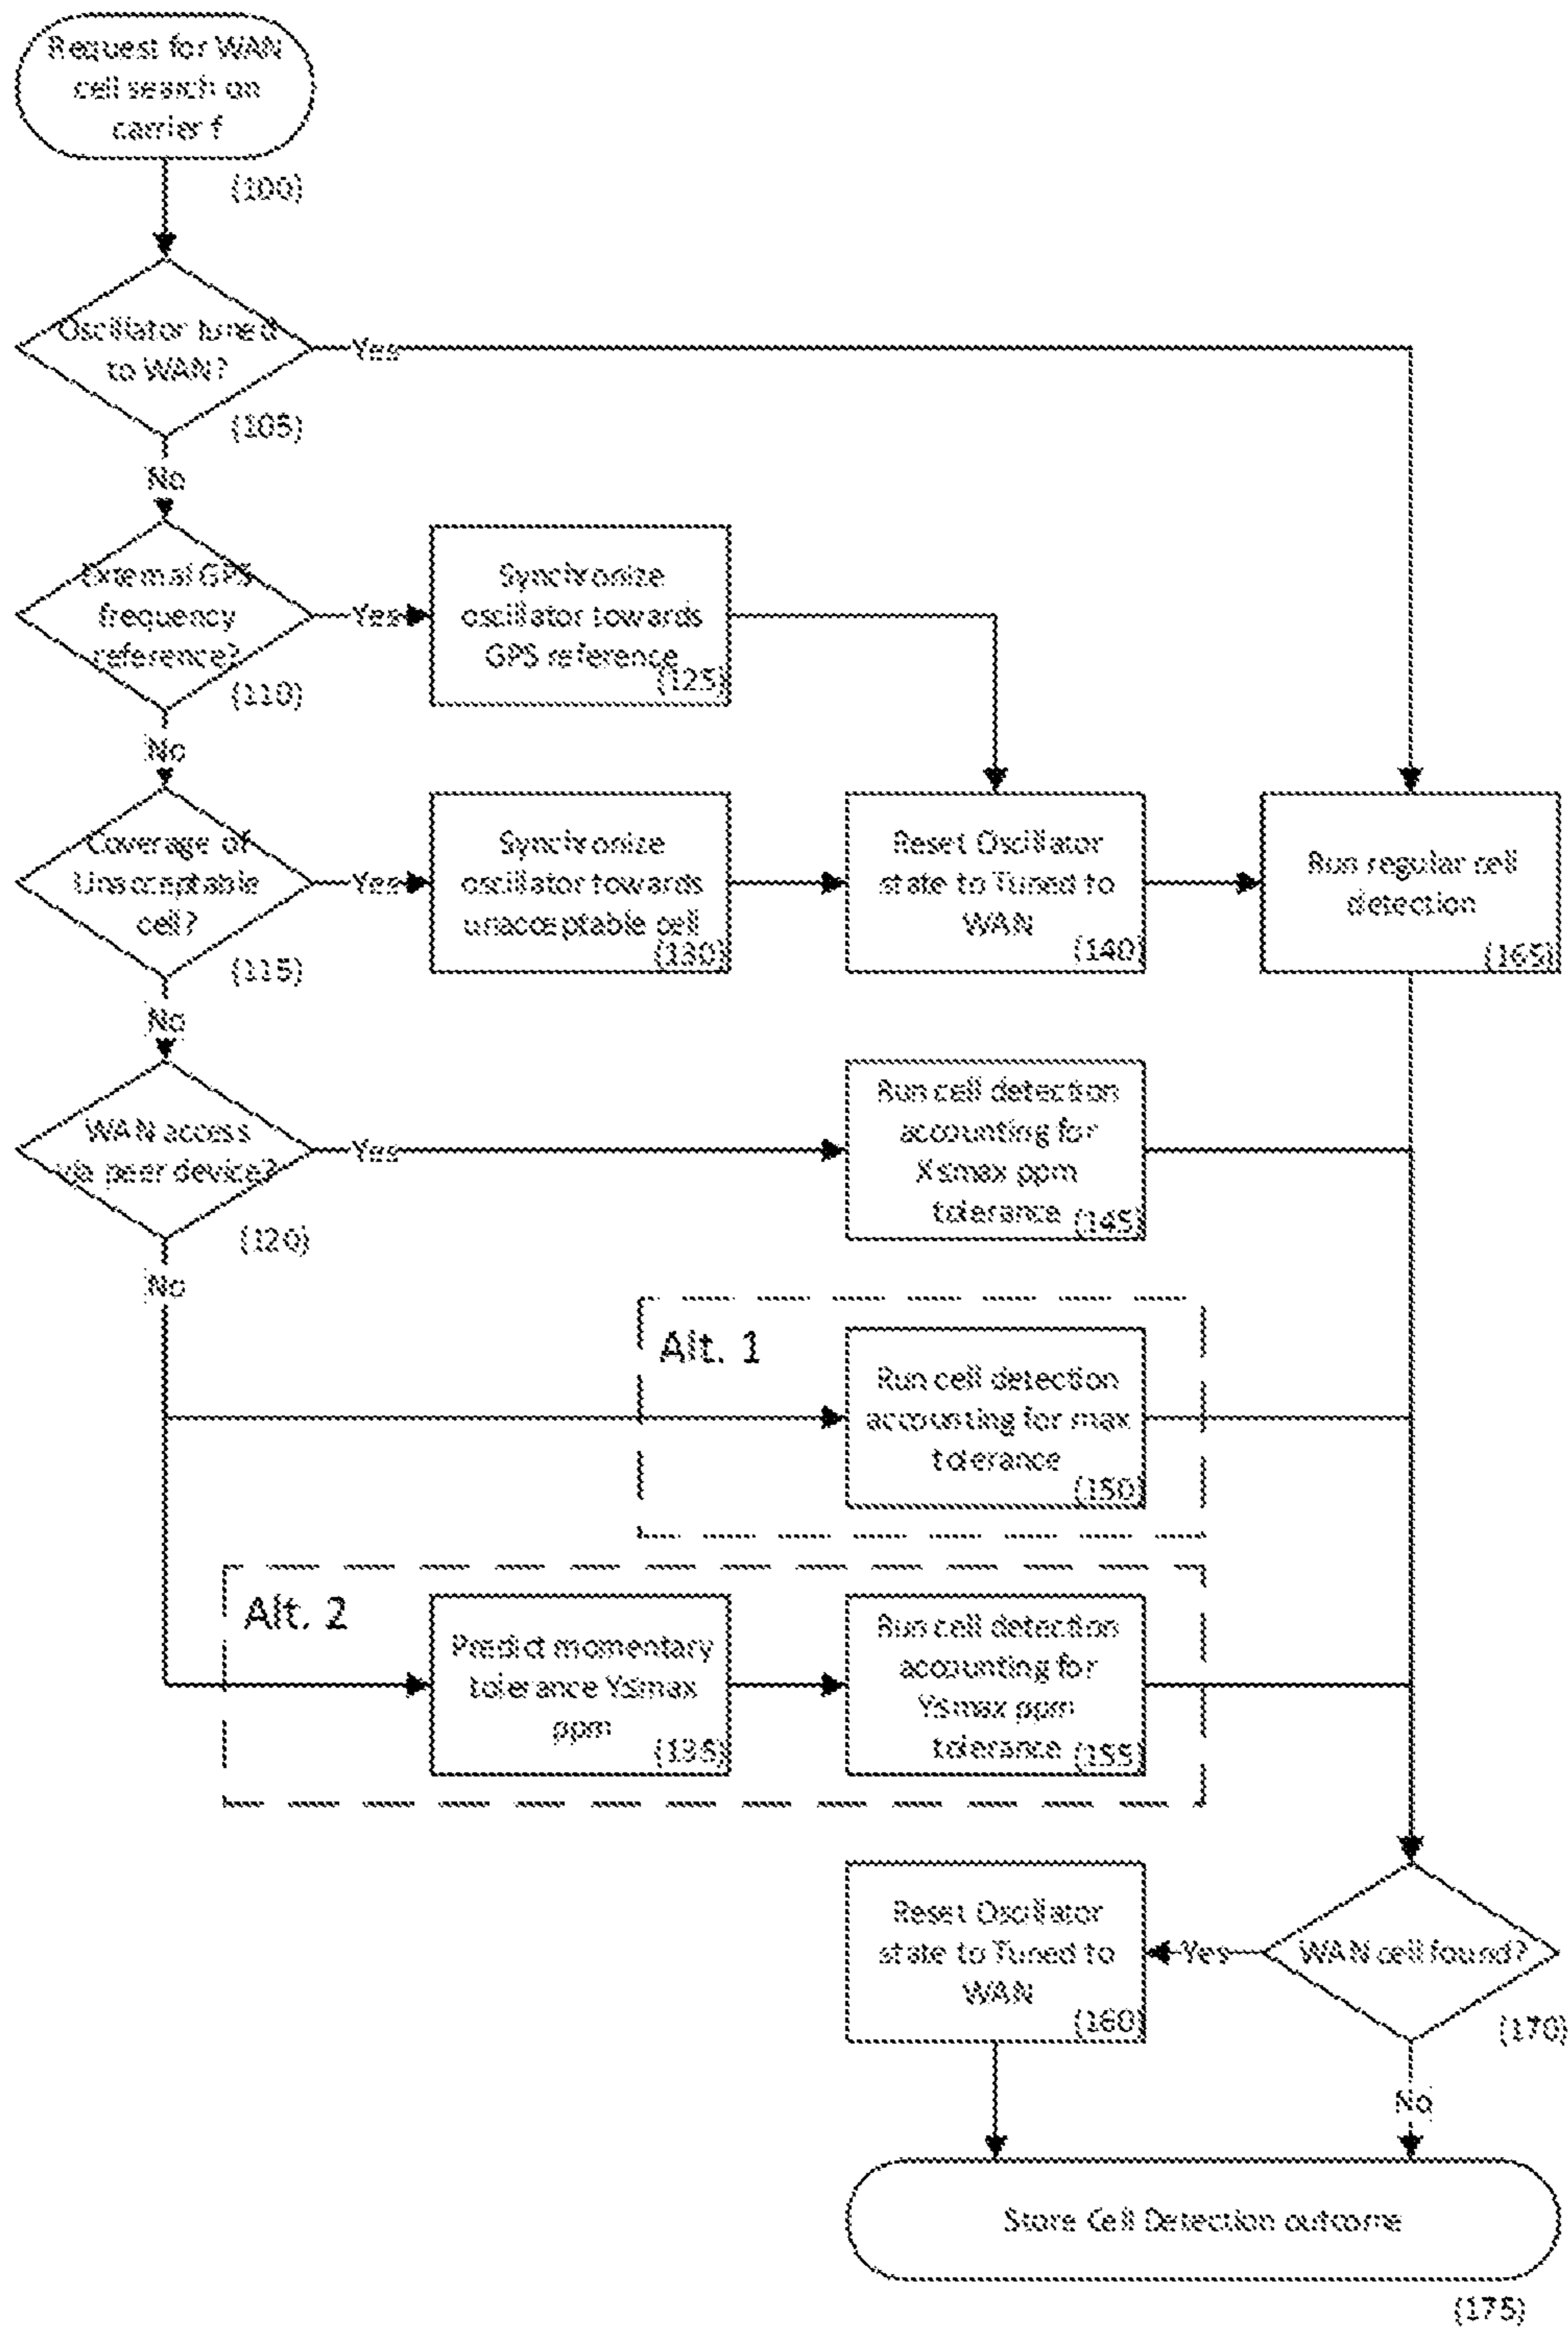 Request for WAN
cell search on
carrier f
(100)
Oscillator tuned
to WAN?
(105)
Yes
No
External GPS
frequency
reference?
(110)
Yes
Synchronize
oscillator towards
GPS reference
(125)
No
Coverage of
Unacceptable
cell?
(115)
Yes
Synchronize
oscillator towards
unacceptable cell
(130)
Reset Oscillator
state to Tuned to
WAN
(140)
Run regular cell
detection
(165)
No
WAN access
via peer device?
(120)
Yes
Run cell detection
accounting for
Xsmax ppm
tolerance
(145)
No
Alt. 1
Run cell detection
accounting for max
tolerance
(150)
Alt. 2
Predict momentary
tolerance YSmax
ppm
(135)
Run cell detection
accounting for
YSmax ppm
tolerance
(155)
Reset Oscillator
state to Tuned to
WAN
(160)
Yes
WAN cell found?
(170)
No
Store Cell Detection outcome
(175)